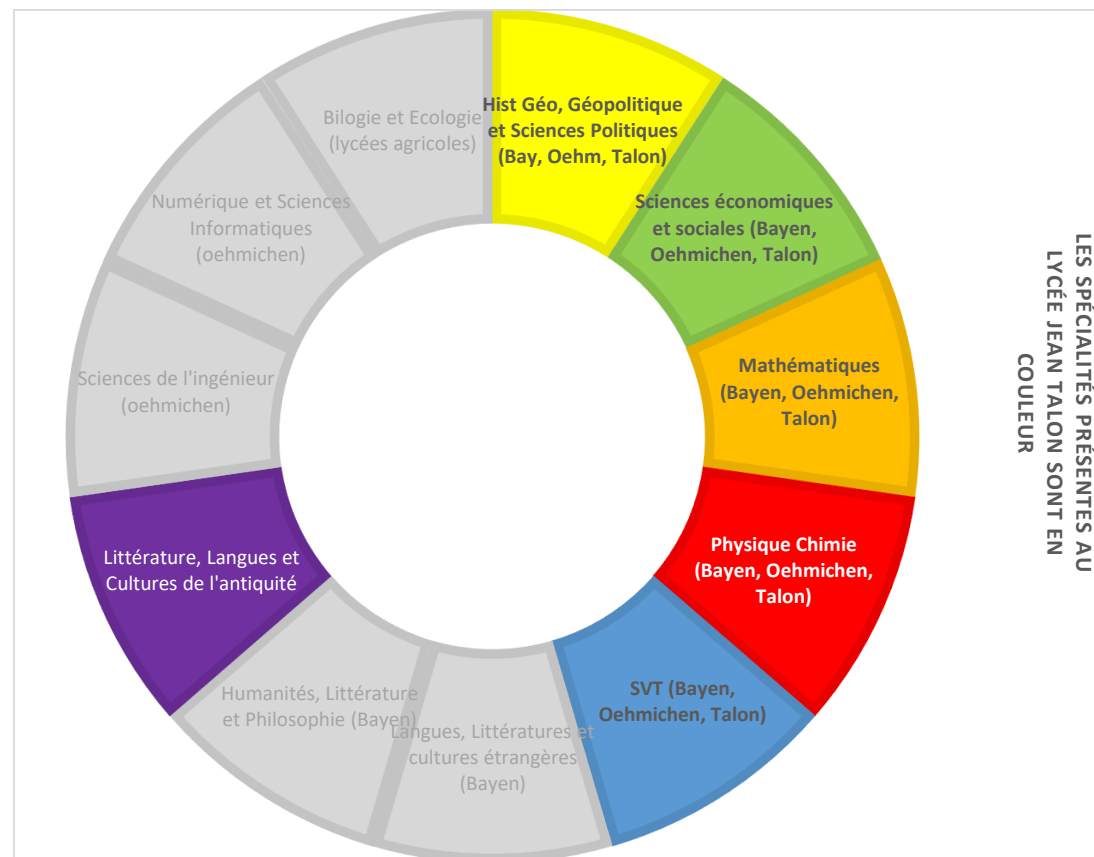 Hist Géo, Géopolitique
et Sciences Politiques
(Bay, Oehm, Talon)
Sciences économiques
et sociales (Bayen,
Oehmichen, Talon)
Mathématiques
(Bayen, Oehmichen,
Talon)
Physique Chimie
(Bayen, Oehmichen,
Talon)
SVT (Bayen,
Oehmichen, Talon)
Langues, Littératures et
cultures étrangères
(Bayen)
Humanités, Littérature
et Philosophie (Bayen)
Littérature, Langues et
Cultures de l'antiquité
Sciences de l'ingénieur
(oehmichen)
Numérique et Sciences
Informatiques
(oehmichen)
Bilogie et Ecologie
(lycées agricoles)
LES SPÉCIALITÉS PRÉSENTES AU
LYCÉE JEAN TALON SONT EN
COULEUR